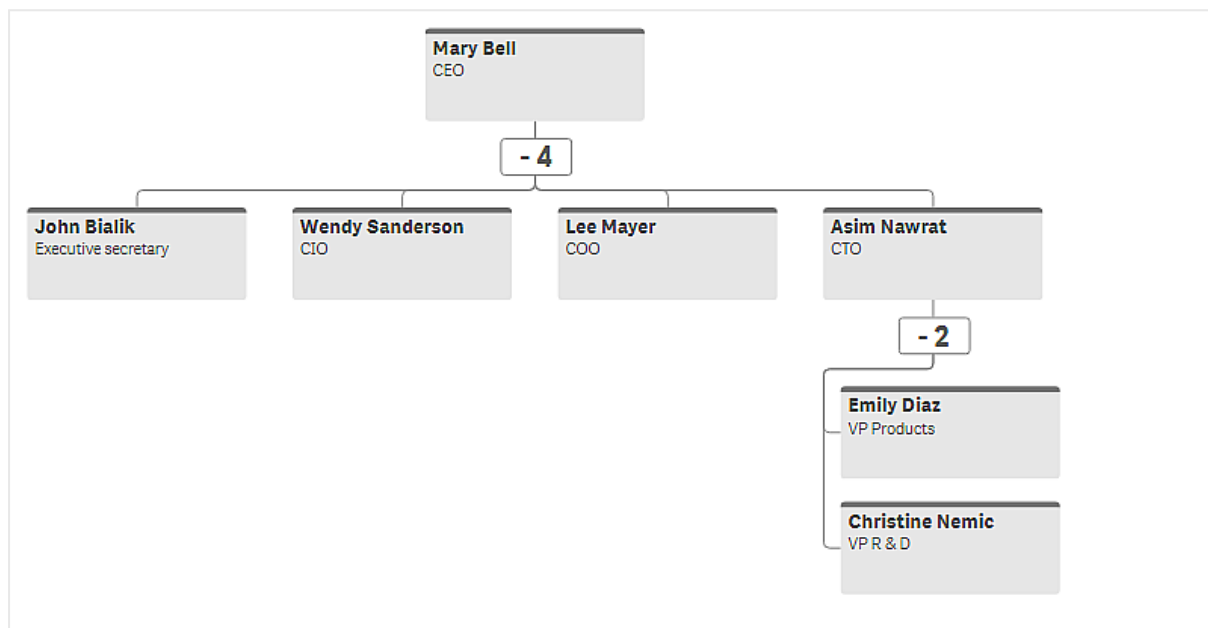 Mary Bell
CEO
- 4
John Bialik
Executive secretary
Wendy Sanderson
CIO
Lee Mayer
COO
Asim Nawrat
CTO
- 2
Emily Diaz
VP Products
Christine Nemic
VP R & D